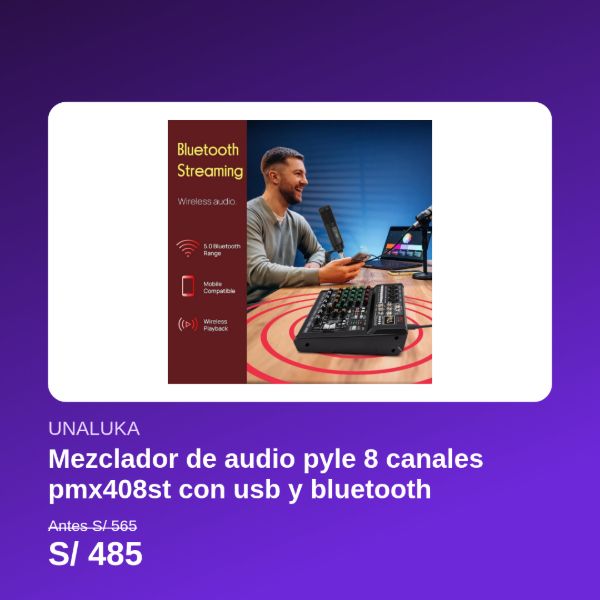 Bluetooth
Streaming
Wireless audio
5.0 Bluetooth
Range
Mobile
Compatible
Wireless
Playback
UNALUKA
Mezclador de audio pyle 8 canales
pmx408st con usb y bluetooth
Antes S/ 565
S/ 485